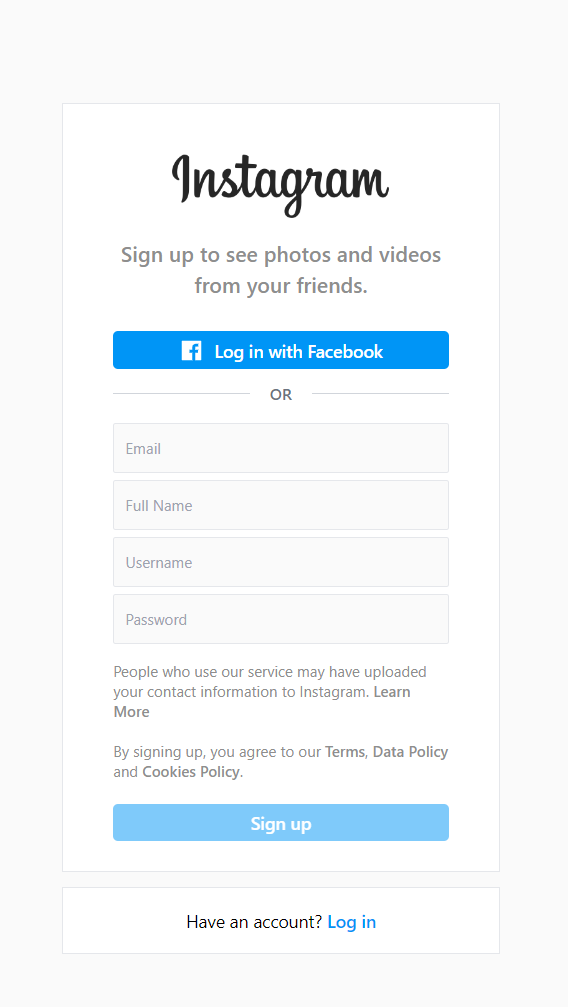 Instagram
Sign up to see photos and videos
from your friends.
Log in with Facebook
OR
Email
Full Name
Username
Password
People who use our service may have uploaded
your contact information to Instagram. Learn
More
By signing up, you agree to our Terms, Data Policy
and Cookies Policy.
Sign up
Have an account? Log in